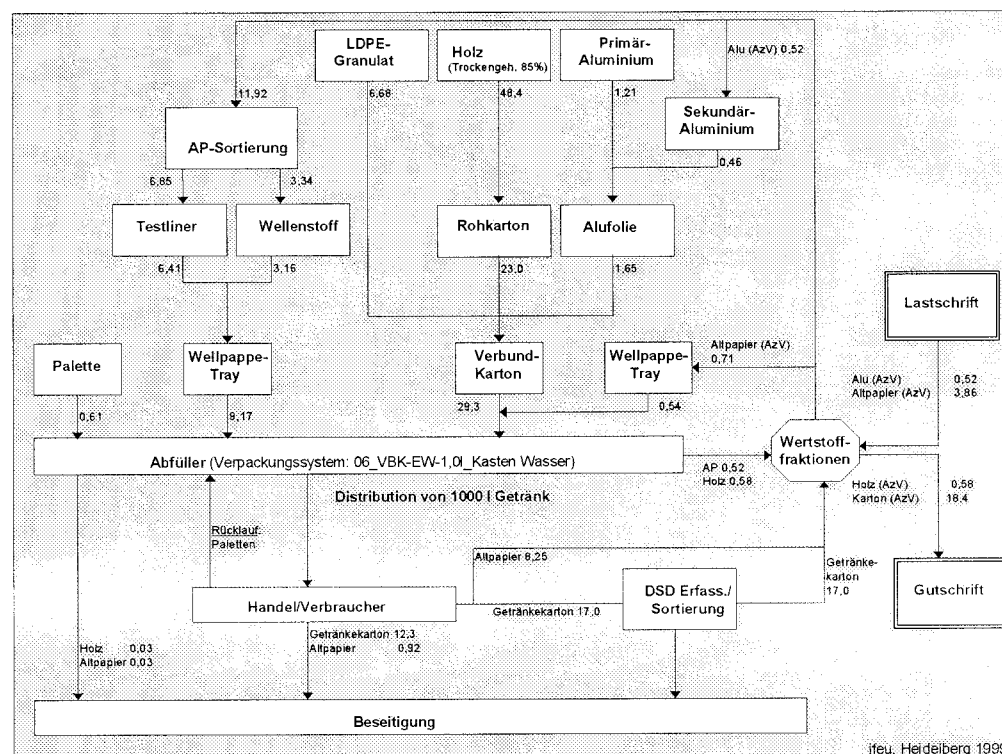 LDPE-
Granulat
Holz
(Trockengeh. 85%)
Primär-
Aluminium
Alu (AzV) 0,52
11,92
6,68
48,4
1,21
Sekundär-
Aluminium
AP-Sortierung
0,46
6,85
3,34
Testliner
Wellenstoff
Rohkarton
Alufolie
6,41
3,16
23,0
1,65
Lastschrift
Palette
Wellpappe-
Tray
Verbund-
Karton
Wellpappe-
Tray
Altpapier (AzV)
0,71
Alu (AzV) 0,52
Altpapier (AzV) 3,86
0,61
9,17
29,3
0,54
Wertstoff-
fraktionen
Abfüller (Verpackungssystem: 06_VBK-EW-1,0l_Kasten Wasser)
AP 0,52
Holz 0,58
Holz (AzV) 0,58
Karton (AzV) 18,4
Distribution von 1000 l Getränk
Rücklauf:
Paletten
Altpapier 8,25
Getränke-
karton
17,0
Handel/Verbraucher
Getränkekarton 17,0
DSD Erfass./
Sortierung
Gutschrift
Holz 0,03
Altpapier 0,03
Getränkekarton 12,3
Altpapier 0,92
Beseitigung
ifeu, Heidelberg